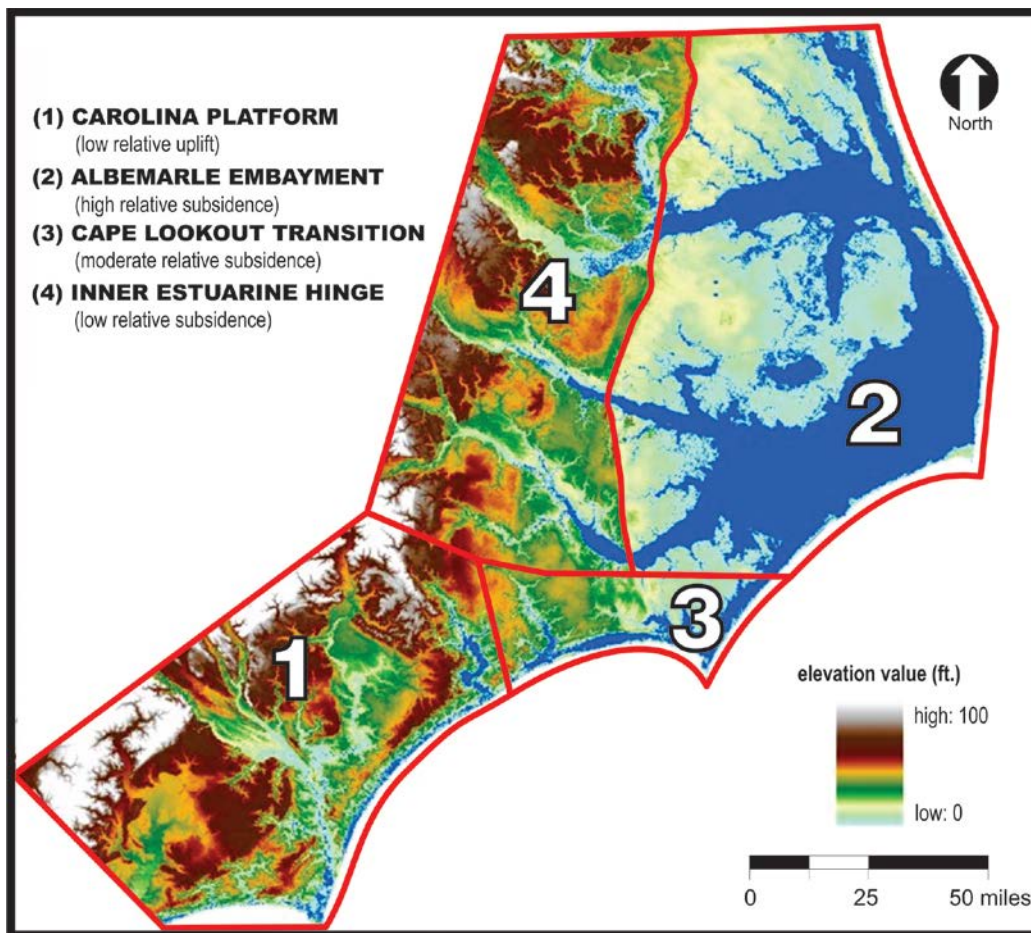 (1) CAROLINA PLATFORM
(low relative uplift)
(2) ALBEMARLE EMBAYMENT
(high relative subsidence)
(3) CAPE LOOKOUT TRANSITION
(moderate relative subsidence)
(4) INNER ESTUARINE HINGE
(low relative subsidence)
North
4
2
3
1
elevation value (ft.)
high: 100
low: 0
0 25 50 miles